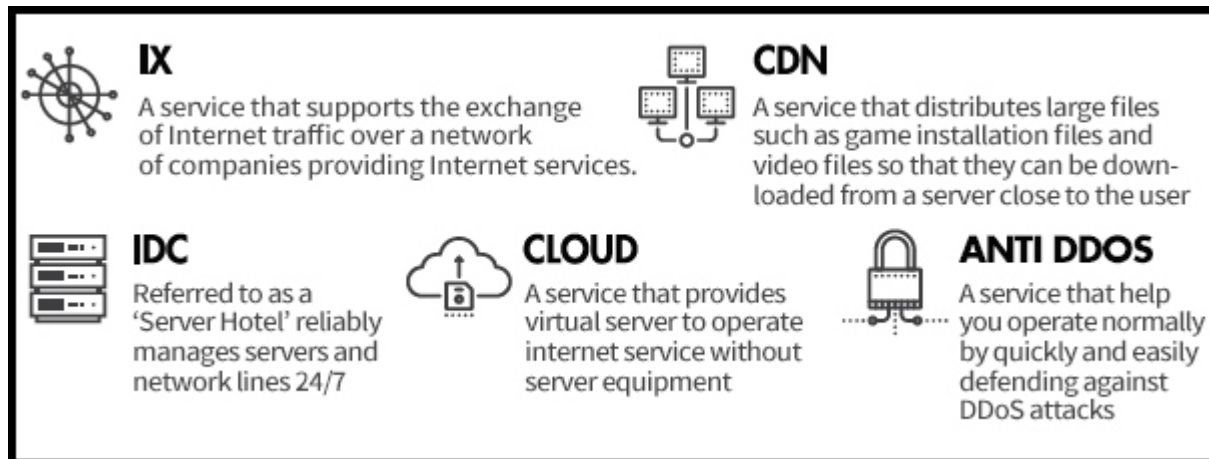 IX
A service that supports the exchange
of Internet traffic over a network
of companies providing Internet services.
CDN
A service that distributes large files
such as game installation files and
video files so that they can be down-
loaded from a server close to the user
IDC
Referred to as a
‘Server Hotel’ reliably
manages servers and
network lines 24/7
CLOUD
A service that provides
virtual server to operate
internet service without
server equipment
ANTI DDOS
A service that help
you operate normally
by quickly and easily
defending against
DDoS attacks